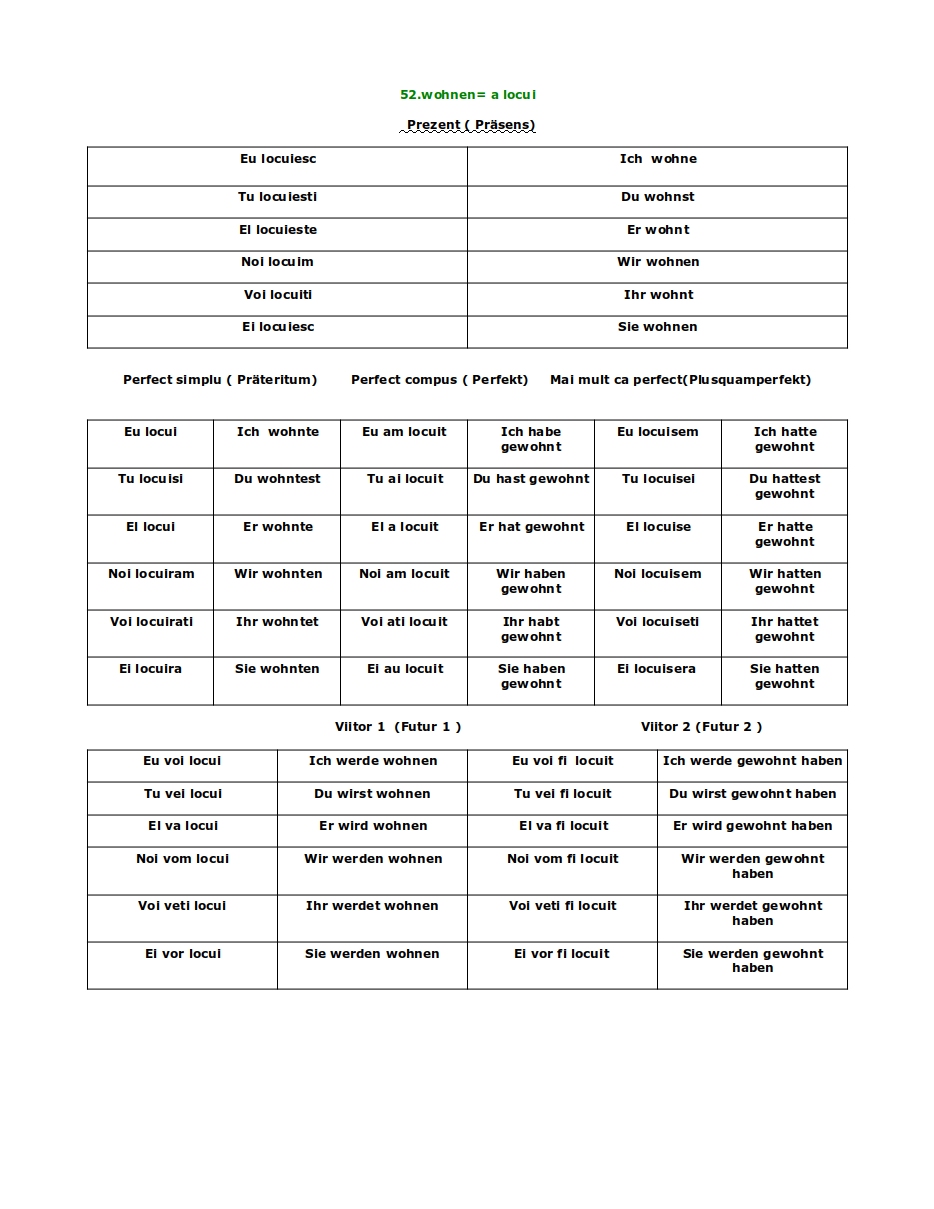 52.wohnen= a locui
Prezent ( Präsens)
Eu locuiesc Ich wohne
Tu locuiesti Du wohnst
El locuieste Er wohnt
Noi locuim Wir wohnen
Voi locuiti Ihr wohnt
Ei locuiesc Sie wohnen
Perfect simplu ( Präteritum) Perfect compus ( Perfekt) Mai mult ca perfect(Plusquamperfekt)
Eu locui Ich wohnte Eu am locuit Ich habe Eu locuisem Ich hatte
gewohnt gewohnt
Tu locuisi Du wohntest Tu ai locuit Du hast gewohnt Tu locuisei Du hattest
gewohnt
El locui Er wohnte El a locuit Er hat gewohnt El locuise Er hatte
gewohnt
Noi locuiram Wir wohnten Noi am locuit Wir haben Noi locuisem Wir hatten
gewohnt gewohnt
Voi locuirati Ihr wohntet Voi ati locuit Ihr habt Voi locuiseti Ihr hattet
gewohnt gewohnt
Ei locuira Sie wohnten Ei au locuit Sie haben Ei locuisera Sie hatten
gewohnt gewohnt
Viitor 1 (Futur 1 ) Viitor 2 (Futur 2 )
Eu voi locui Ich werde wohnen Eu voi fi locuit Ich werde gewohnt haben
Tu vei locui Du wirst wohnen Tu vei fi locuit Du wirst gewohnt haben
El va locui Er wird wohnen El va fi locuit Er wird gewohnt haben
Noi vom locui Wir werden wohnen Noi vom fi locuit Wir werden gewohnt
haben
Voi veti locui Ihr werdet wohnen Voi veti fi locuit Ihr werdet gewohnt
haben
Ei vor locui Sie werden wohnen Ei vor fi locuit Sie werden gewohnt
haben